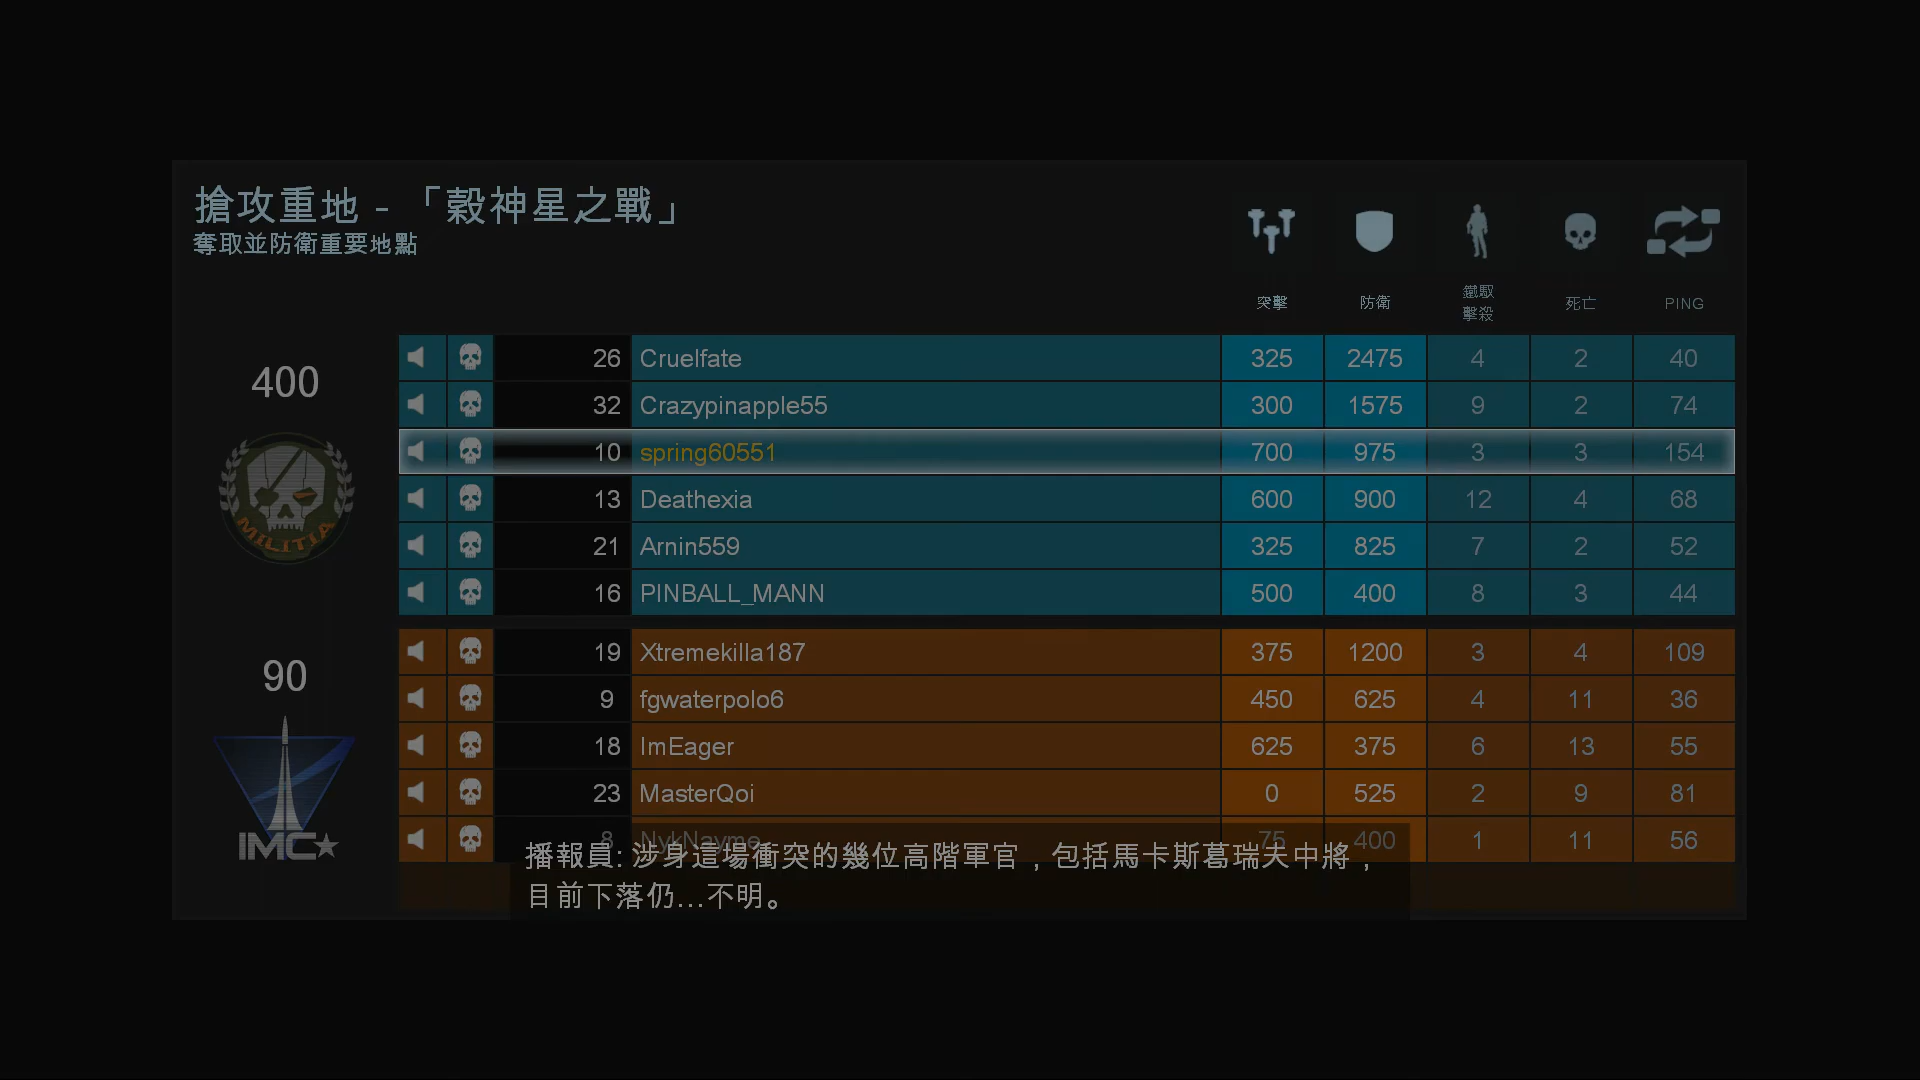 搶攻重地 - 「穀神星之戰」
奪取並防衛重要地點
突擊 防衛 鐵馭擊殺 死亡 PING
400
MILITIA
26 Cruelfate 325 2475 4 2 40
32 Crazypinapple55 300 1575 9 2 74
10 spring60551 700 975 3 3 154
13 Deathexia 600 900 12 4 68
21 Arnin559 325 825 7 2 52
16 PINBALL_MANN 500 400 8 3 44
90
IMC
19 Xtremekilla187 375 1200 3 4 109
9 fgwaterpolo6 450 625 4 11 36
18 ImEager 625 375 6 13 55
23 MasterQoi 0 525 2 9 81
8 NykNayme 75 400 1 11 56
播報員: 涉身這場衝突的幾位高階軍官，包括馬卡斯葛瑞夫中將，
目前下落仍...不明。